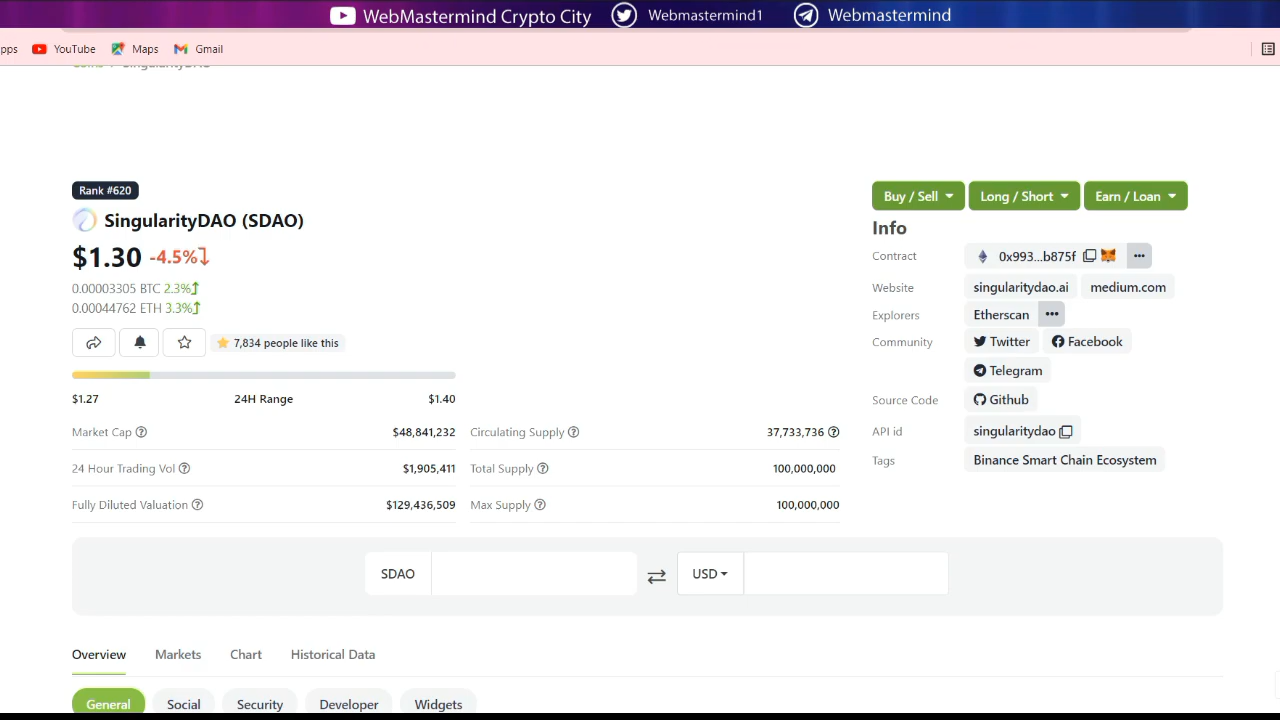 WebMastermind Crypto City Webmastermind1 Webmastermind
pps YouTube Maps Gmail
SingularityDAO
Rank #620
SingularityDAO (SDAO)
$1.30 -4.5%
0.00003305 BTC 2.3%
0.00044762 ETH 3.3%
7,834 people like this
$1.27 24H Range $1.40
Market Cap $48,841,232
24 Hour Trading Vol $1,905,411
Fully Diluted Valuation $129,436,509
Circulating Supply 37,733,736
Total Supply 100,000,000
Max Supply 100,000,000
Buy / Sell Long / Short Earn / Loan
Info
Contract 0x993...b875f
Website singularitydao.ai medium.com
Explorers Etherscan
Community Twitter Facebook
Telegram
Source Code Github
API id singularitydao
Tags Binance Smart Chain Ecosystem
SDAO USD
Overview Markets Chart Historical Data
General Social Security Developer Widgets